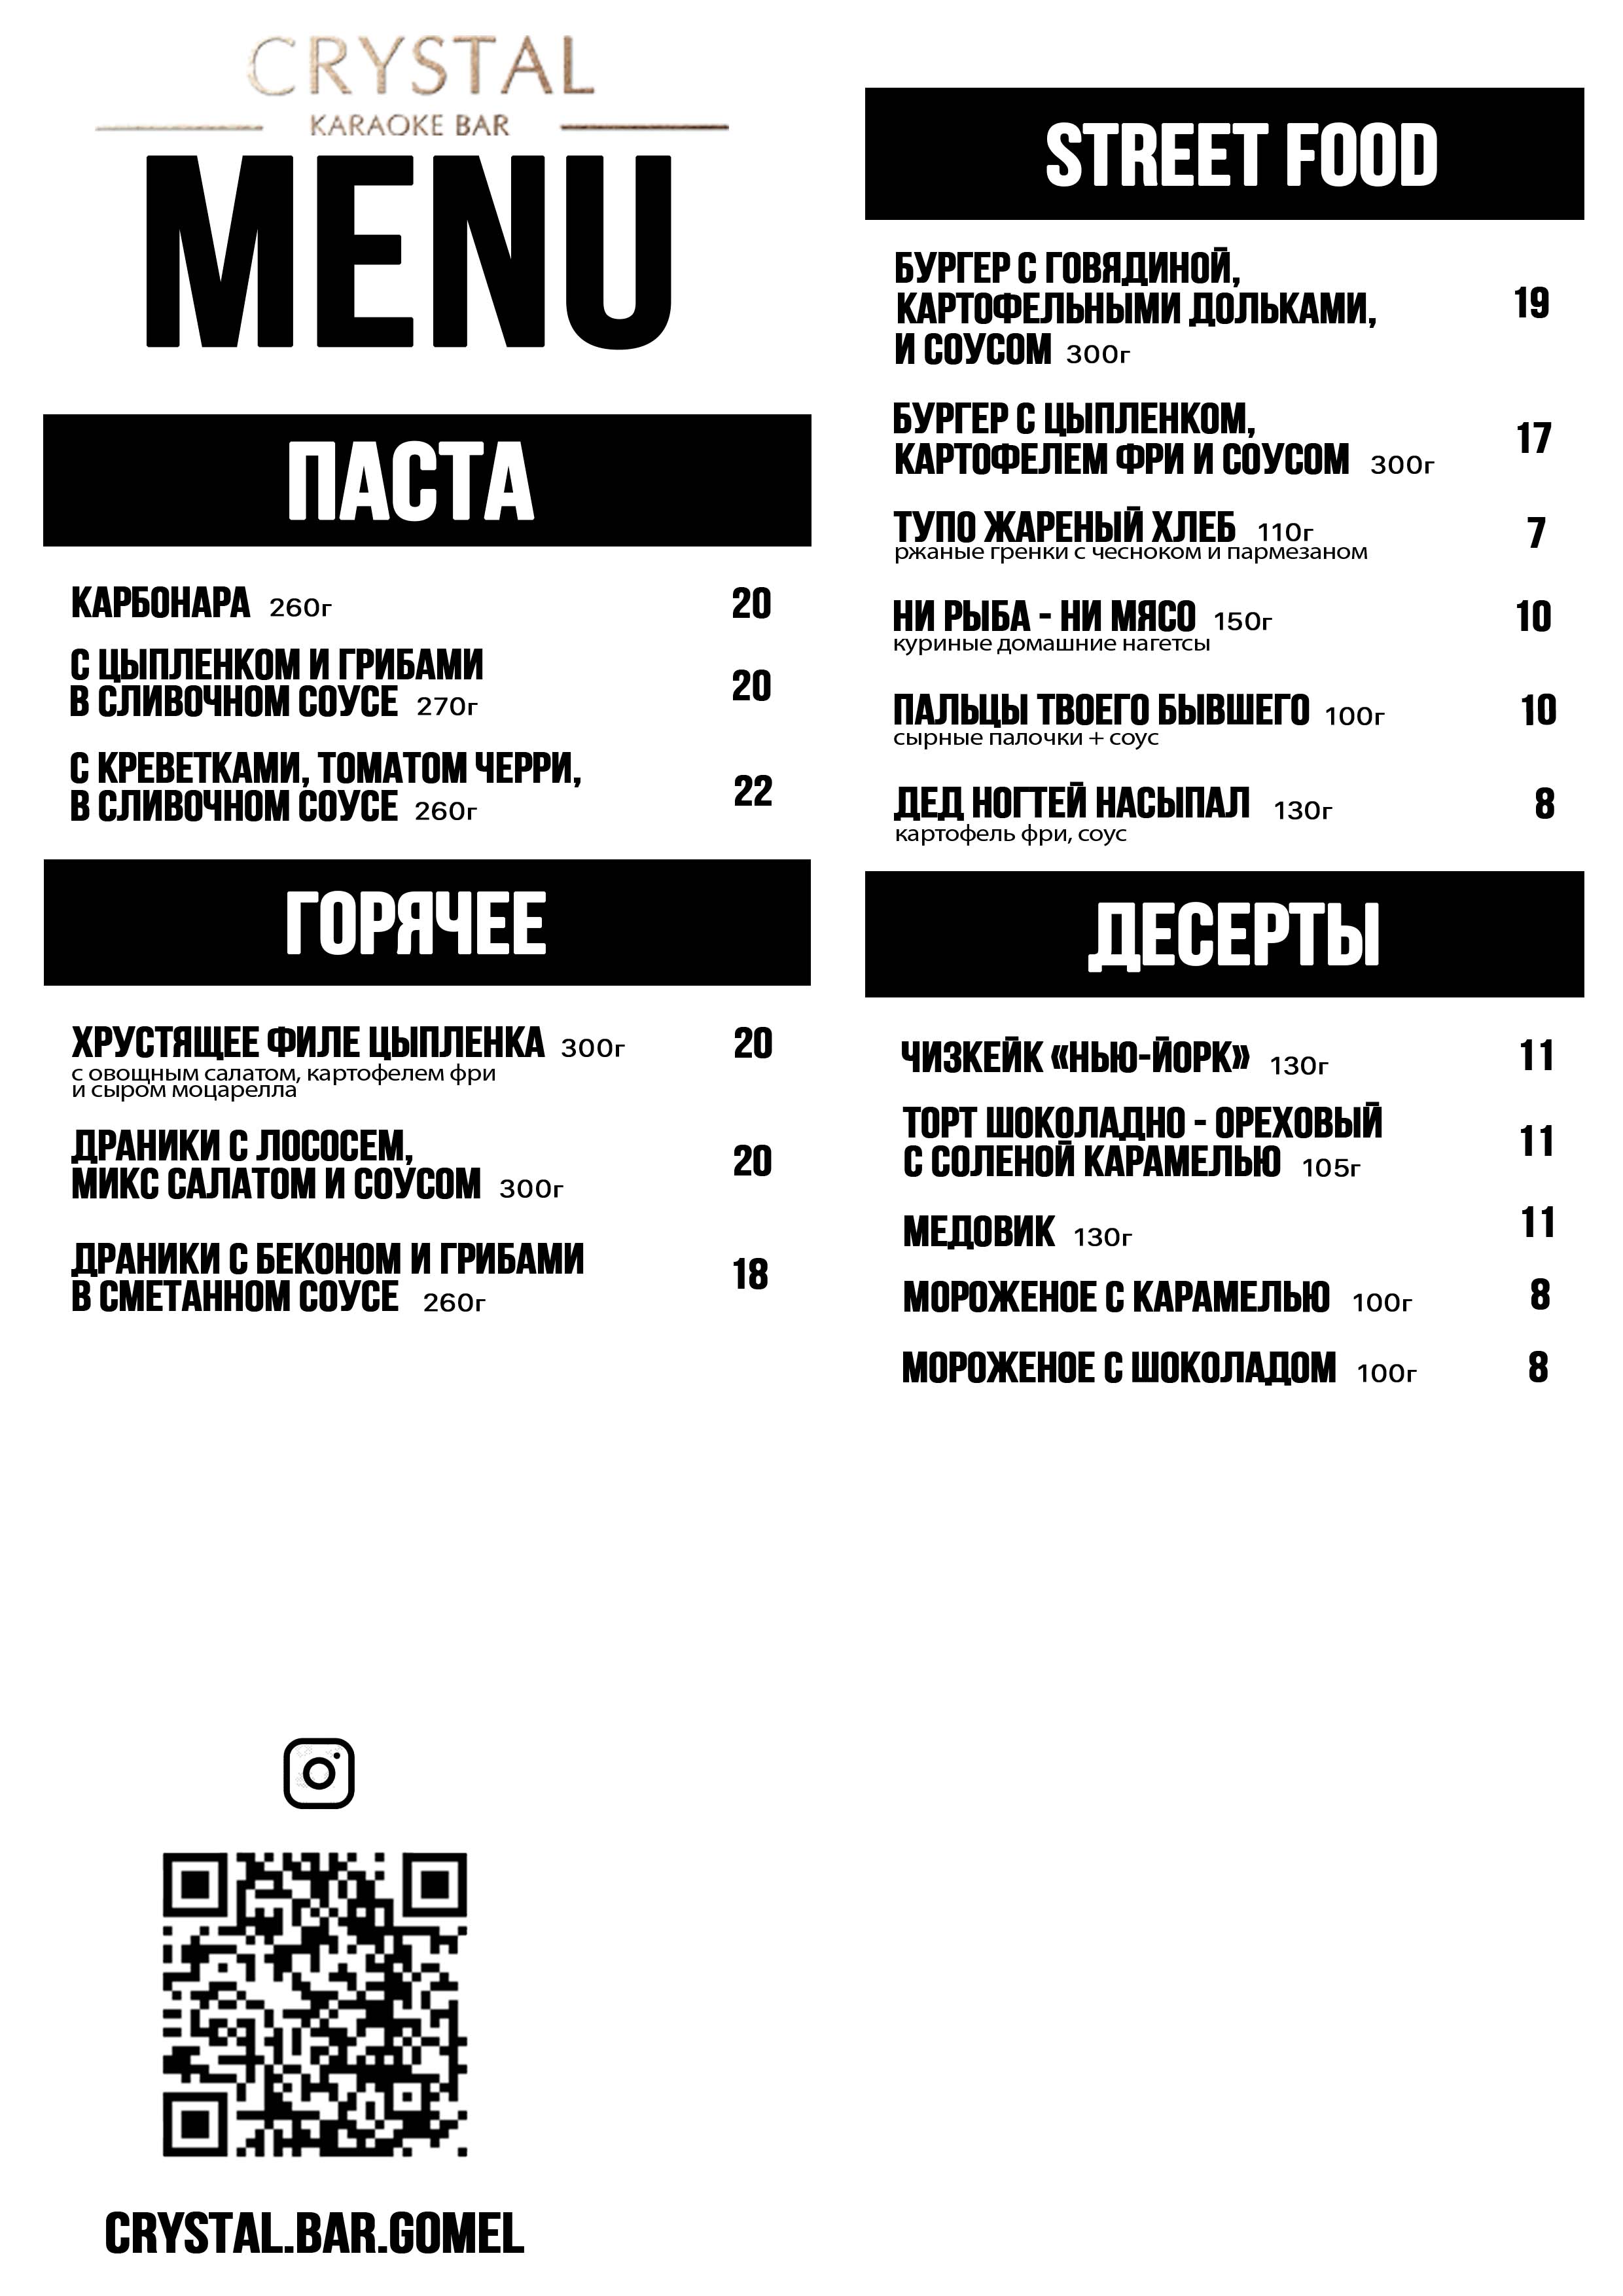 CRYSTAL
KARAOKE BAR
MENU
ПАСТА
КАРБОНАРА 260г 20
С ЦЫПЛЕНКОМ И ГРИБАМИ
В СЛИВОЧНОМ СОУСЕ 270г 20
С КРЕВЕТКАМИ, ТОМАТОМ ЧЕРРИ,
В СЛИВОЧНОМ СОУСЕ 260г 22
ГОРЯЧЕЕ
ХРУСТЯЩЕЕ ФИЛЕ ЦЫПЛЕНКА 300г 20
с овощным салатом, картофелем фри
и сыром моцарелла
ДРАНИКИ С ЛОСОСЕМ,
МИКС САЛАТОМ И СОУСОМ 300г 20
ДРАНИКИ С БЕКОНОМ И ГРИБАМИ
В СМЕТАННОМ СОУСЕ 260г 18
CRYSTAL.BAR.GOMEL
STREET FOOD
БУРГЕР С ГОВЯДИНОЙ,
КАРТОФЕЛЬНЫМИ ДОЛЬКАМИ, 19
И СОУСОМ 300г
БУРГЕР С ЦЫПЛЕНКОМ,
КАРТОФЕЛЕМ ФРИ И СОУСОМ 300г 17
ТУПО ЖАРЕНЫЙ ХЛЕБ 110г 7
ржаные гренки с чесноком и пармезаном
НИ РЫБА - НИ МЯСО 150г 10
куриные домашние нагетсы
ПАЛЬЦЫ ТВОЕГО БЫВШЕГО 100г 10
сырные палочки + соус
ДЕД НОГТЕЙ НАСЫПАЛ 130г 8
картофель фри, соус
ДЕСЕРТЫ
ЧИЗКЕЙК «НЬЮ-ЙОРК» 130г 11
ТОРТ ШОКОЛАДНО - ОРЕХОВЫЙ
С СОЛЕНОЙ КАРАМЕЛЬЮ 105г 11
МЕДОВИК 130г 11
МОРОЖЕНОЕ С КАРАМЕЛЬЮ 100г 8
МОРОЖЕНОЕ С ШОКОЛАДОМ 100г 8